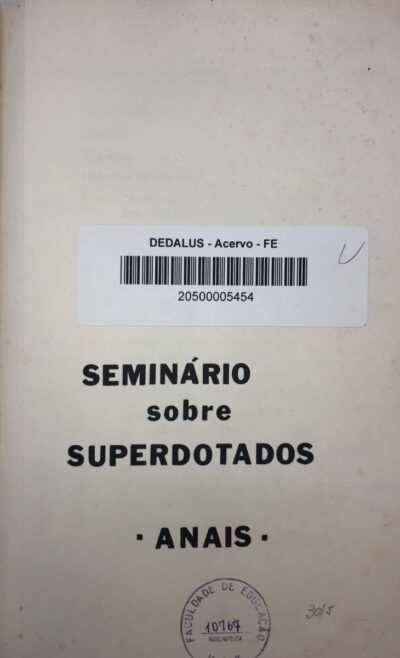 DEDALUS - Acervo - FE
20500005454
SEMINÁRIO
sobre
SUPERDOTADOS
· ANAIS ·
FACULDADE DE EDUCAÇÃO
10767
BIBLIOTECA